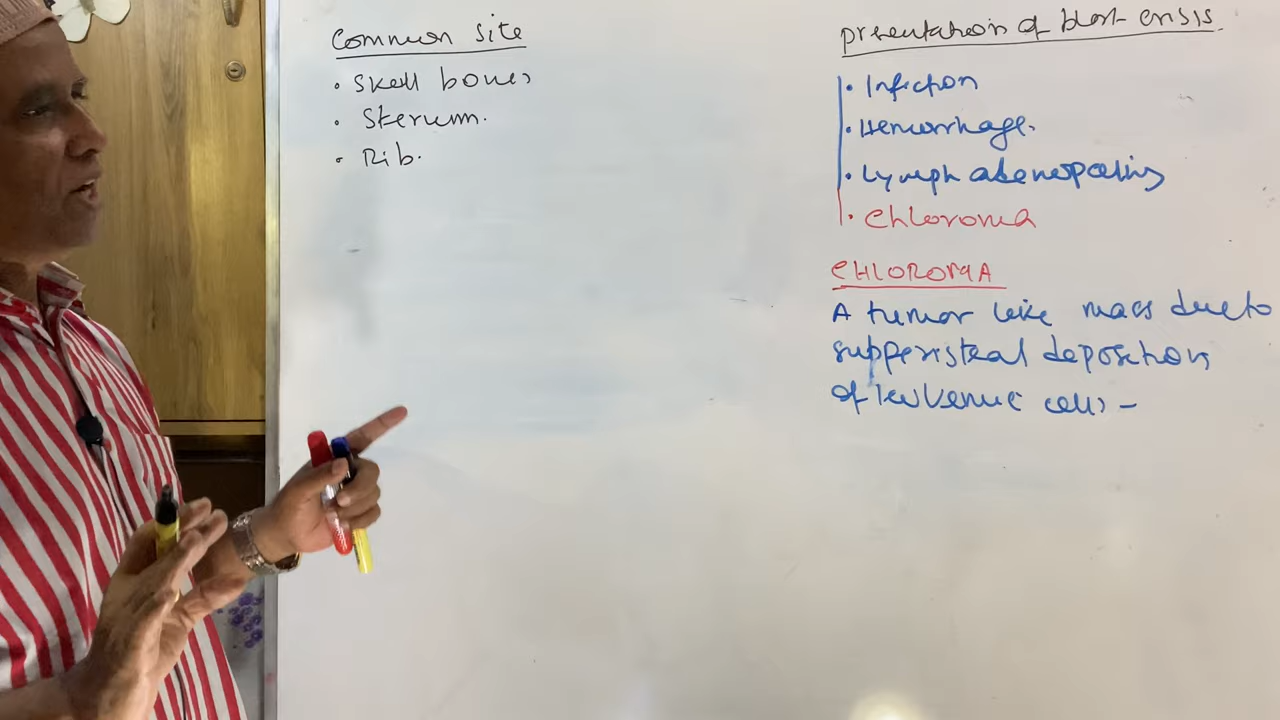 Common site
• Skull bones
• Sternum.
• Rib.
presentation of blast crisis.
• Infection
• Hemorrhage.
• Lymph adenopathy
• Chloroma
CHLOROMA
A tumor like mass due to
supperisteal deposition
of leukemic cells -